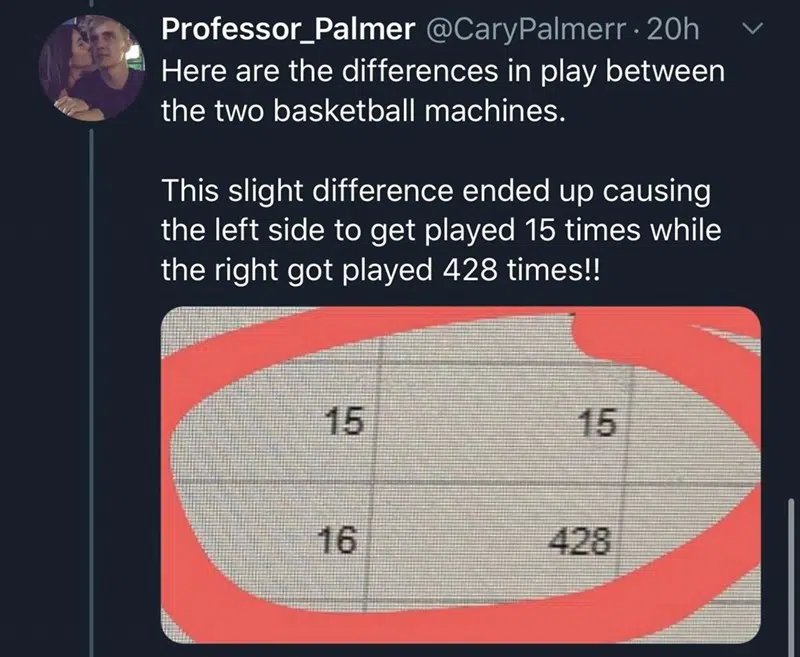 Professor_Palmer @CaryPalmerr · 20h
Here are the differences in play between
the two basketball machines.
This slight difference ended up causing
the left side to get played 15 times while
the right got played 428 times!!
15 15
16 428